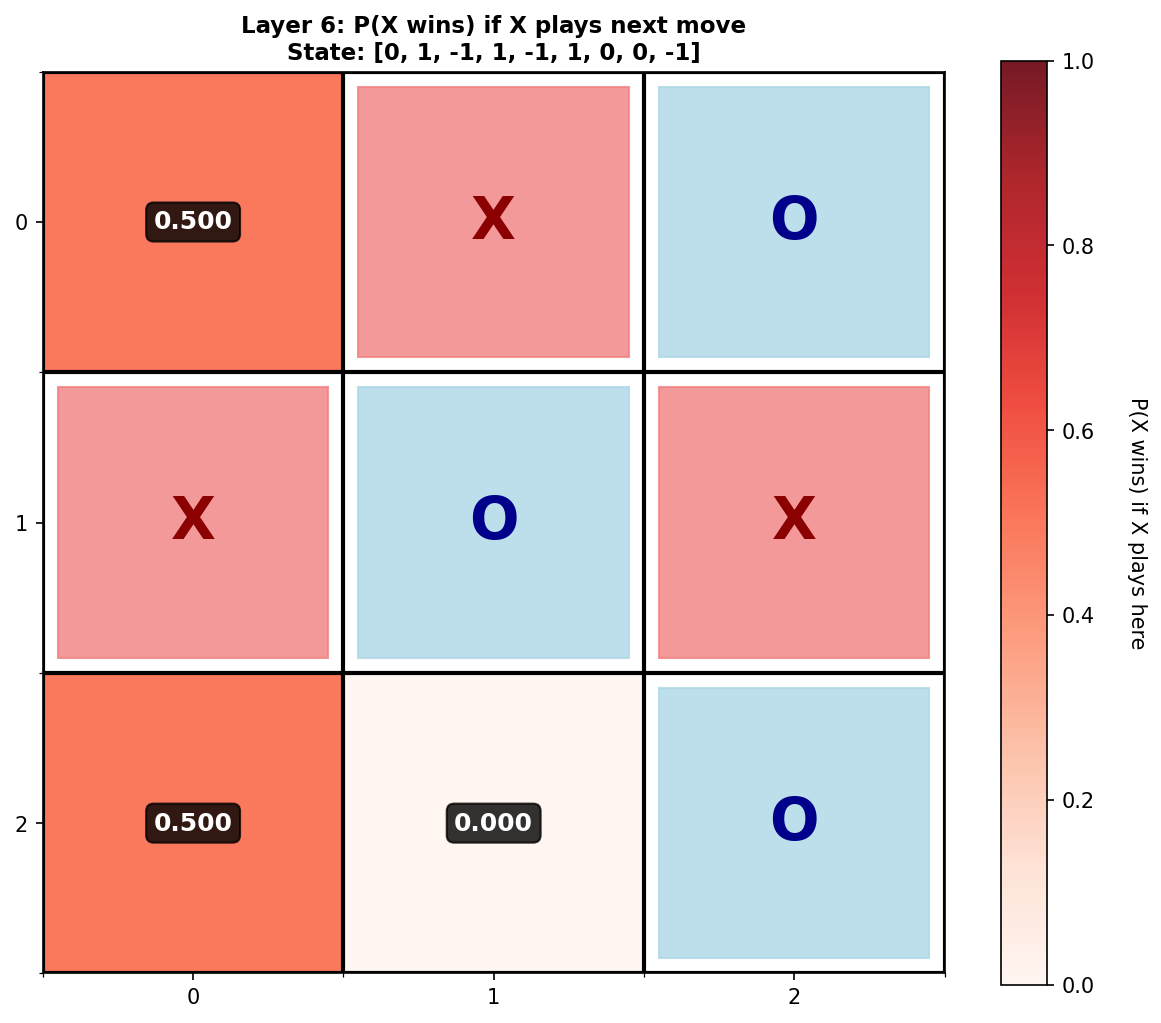 Layer 6: P(X wins) if X plays next move
State: [0, 1, -1, 1, -1, 1, 0, 0, -1]
0
0.500
X
O
1
X
O
X
2
0.500
0.000
O
0
1
2
1.0
0.8
0.6
0.4
0.2
0.0
P(X wins) if X plays here